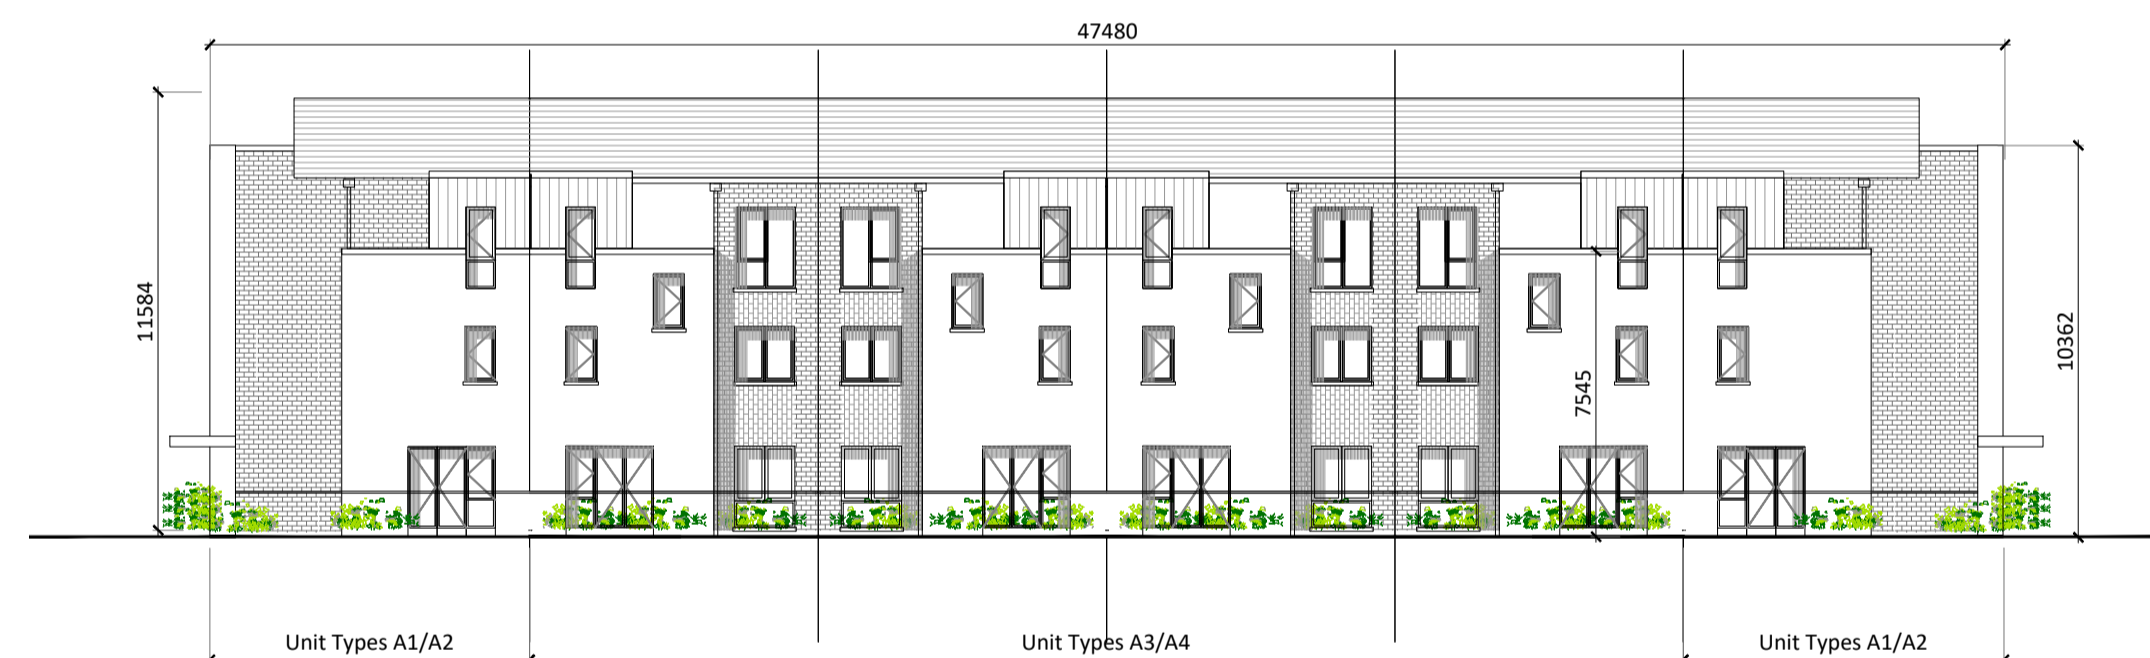 47480
11584
10362
7545
Unit Types A1/A2
Unit Types A3/A4
Unit Types A1/A2